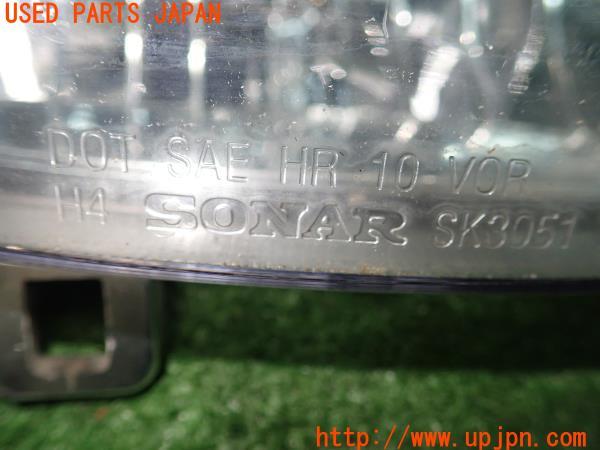 USED PARTS JAPAN
DOT SAE HR 10 VOR
H4 SONAR SK3051
http://www.upjpn.com